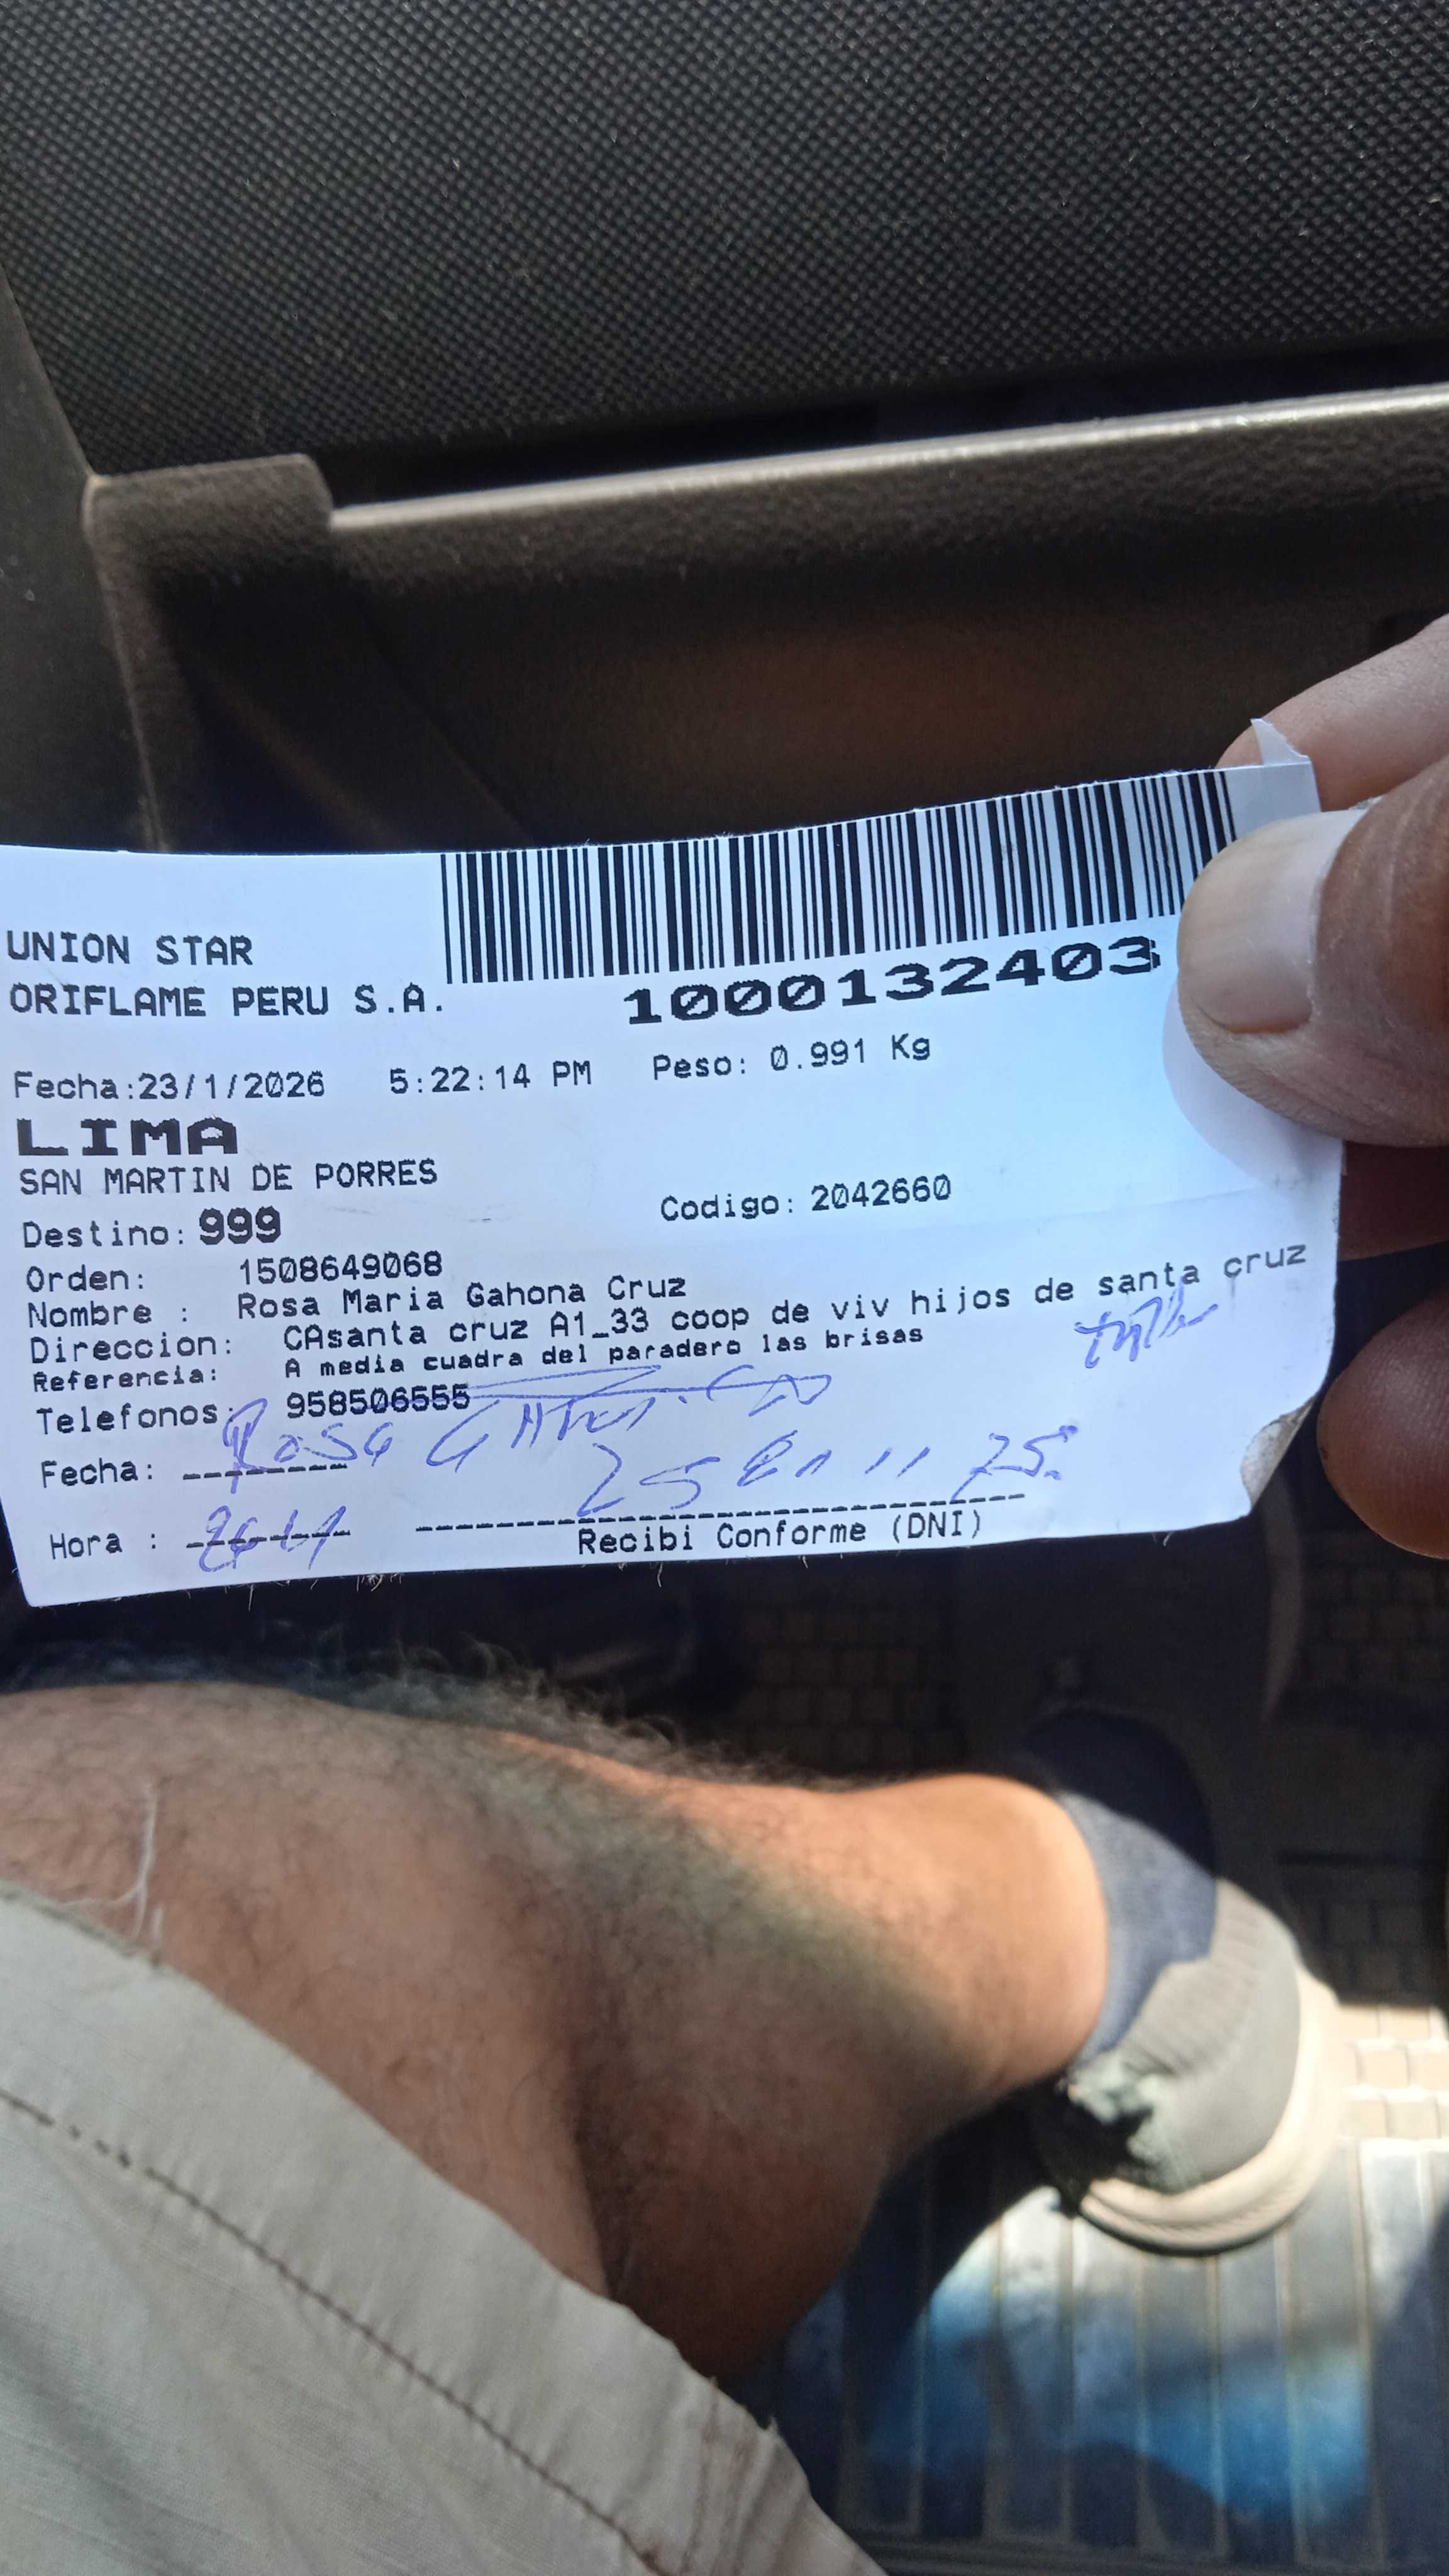 UNION STAR
ORIFLAME PERU S.A.
1000132403
Fecha:23/1/2026 5:22:14 PM Peso: 0.991 Kg
LIMA
SAN MARTIN DE PORRES
Destino: 999 Codigo: 2042660
Orden: 1508649068
Nombre : Rosa Maria Gahona Cruz
Direccion: CAsanta cruz A1_33 coop de viv hijos de santa cruz
Referencia: A media cuadra del paradero las brisas
Telefonos: 958506555
Rosa
Fecha: --------
Hora : --------
Recibi Conforme (DNI)